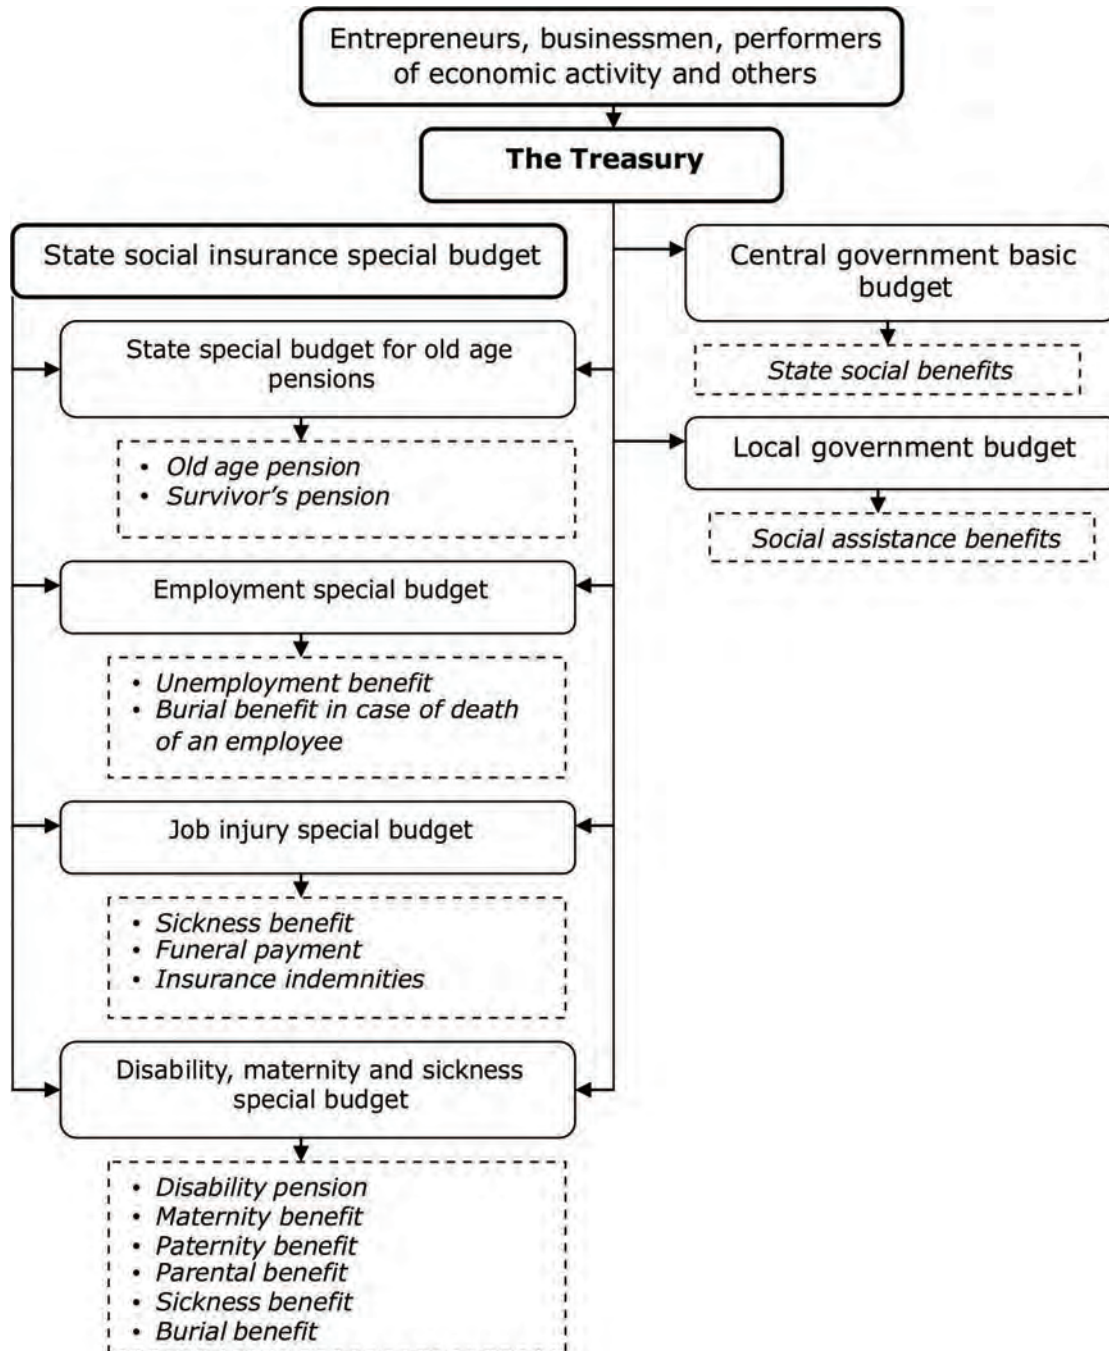 Entrepreneurs, businessmen, performers
of economic activity and others
The Treasury
State social insurance special budget
Central government basic
budget
State special budget for old age
pensions
State social benefits
Local government budget
• Old age pension
• Survivor's pension
Social assistance benefits
Employment special budget
• Unemployment benefit
• Burial benefit in case of death
of an employee
Job injury special budget
• Sickness benefit
• Funeral payment
• Insurance indemnities
Disability, maternity and sickness
special budget
• Disability pension
• Maternity benefit
• Paternity benefit
• Parental benefit
• Sickness benefit
• Burial benefit